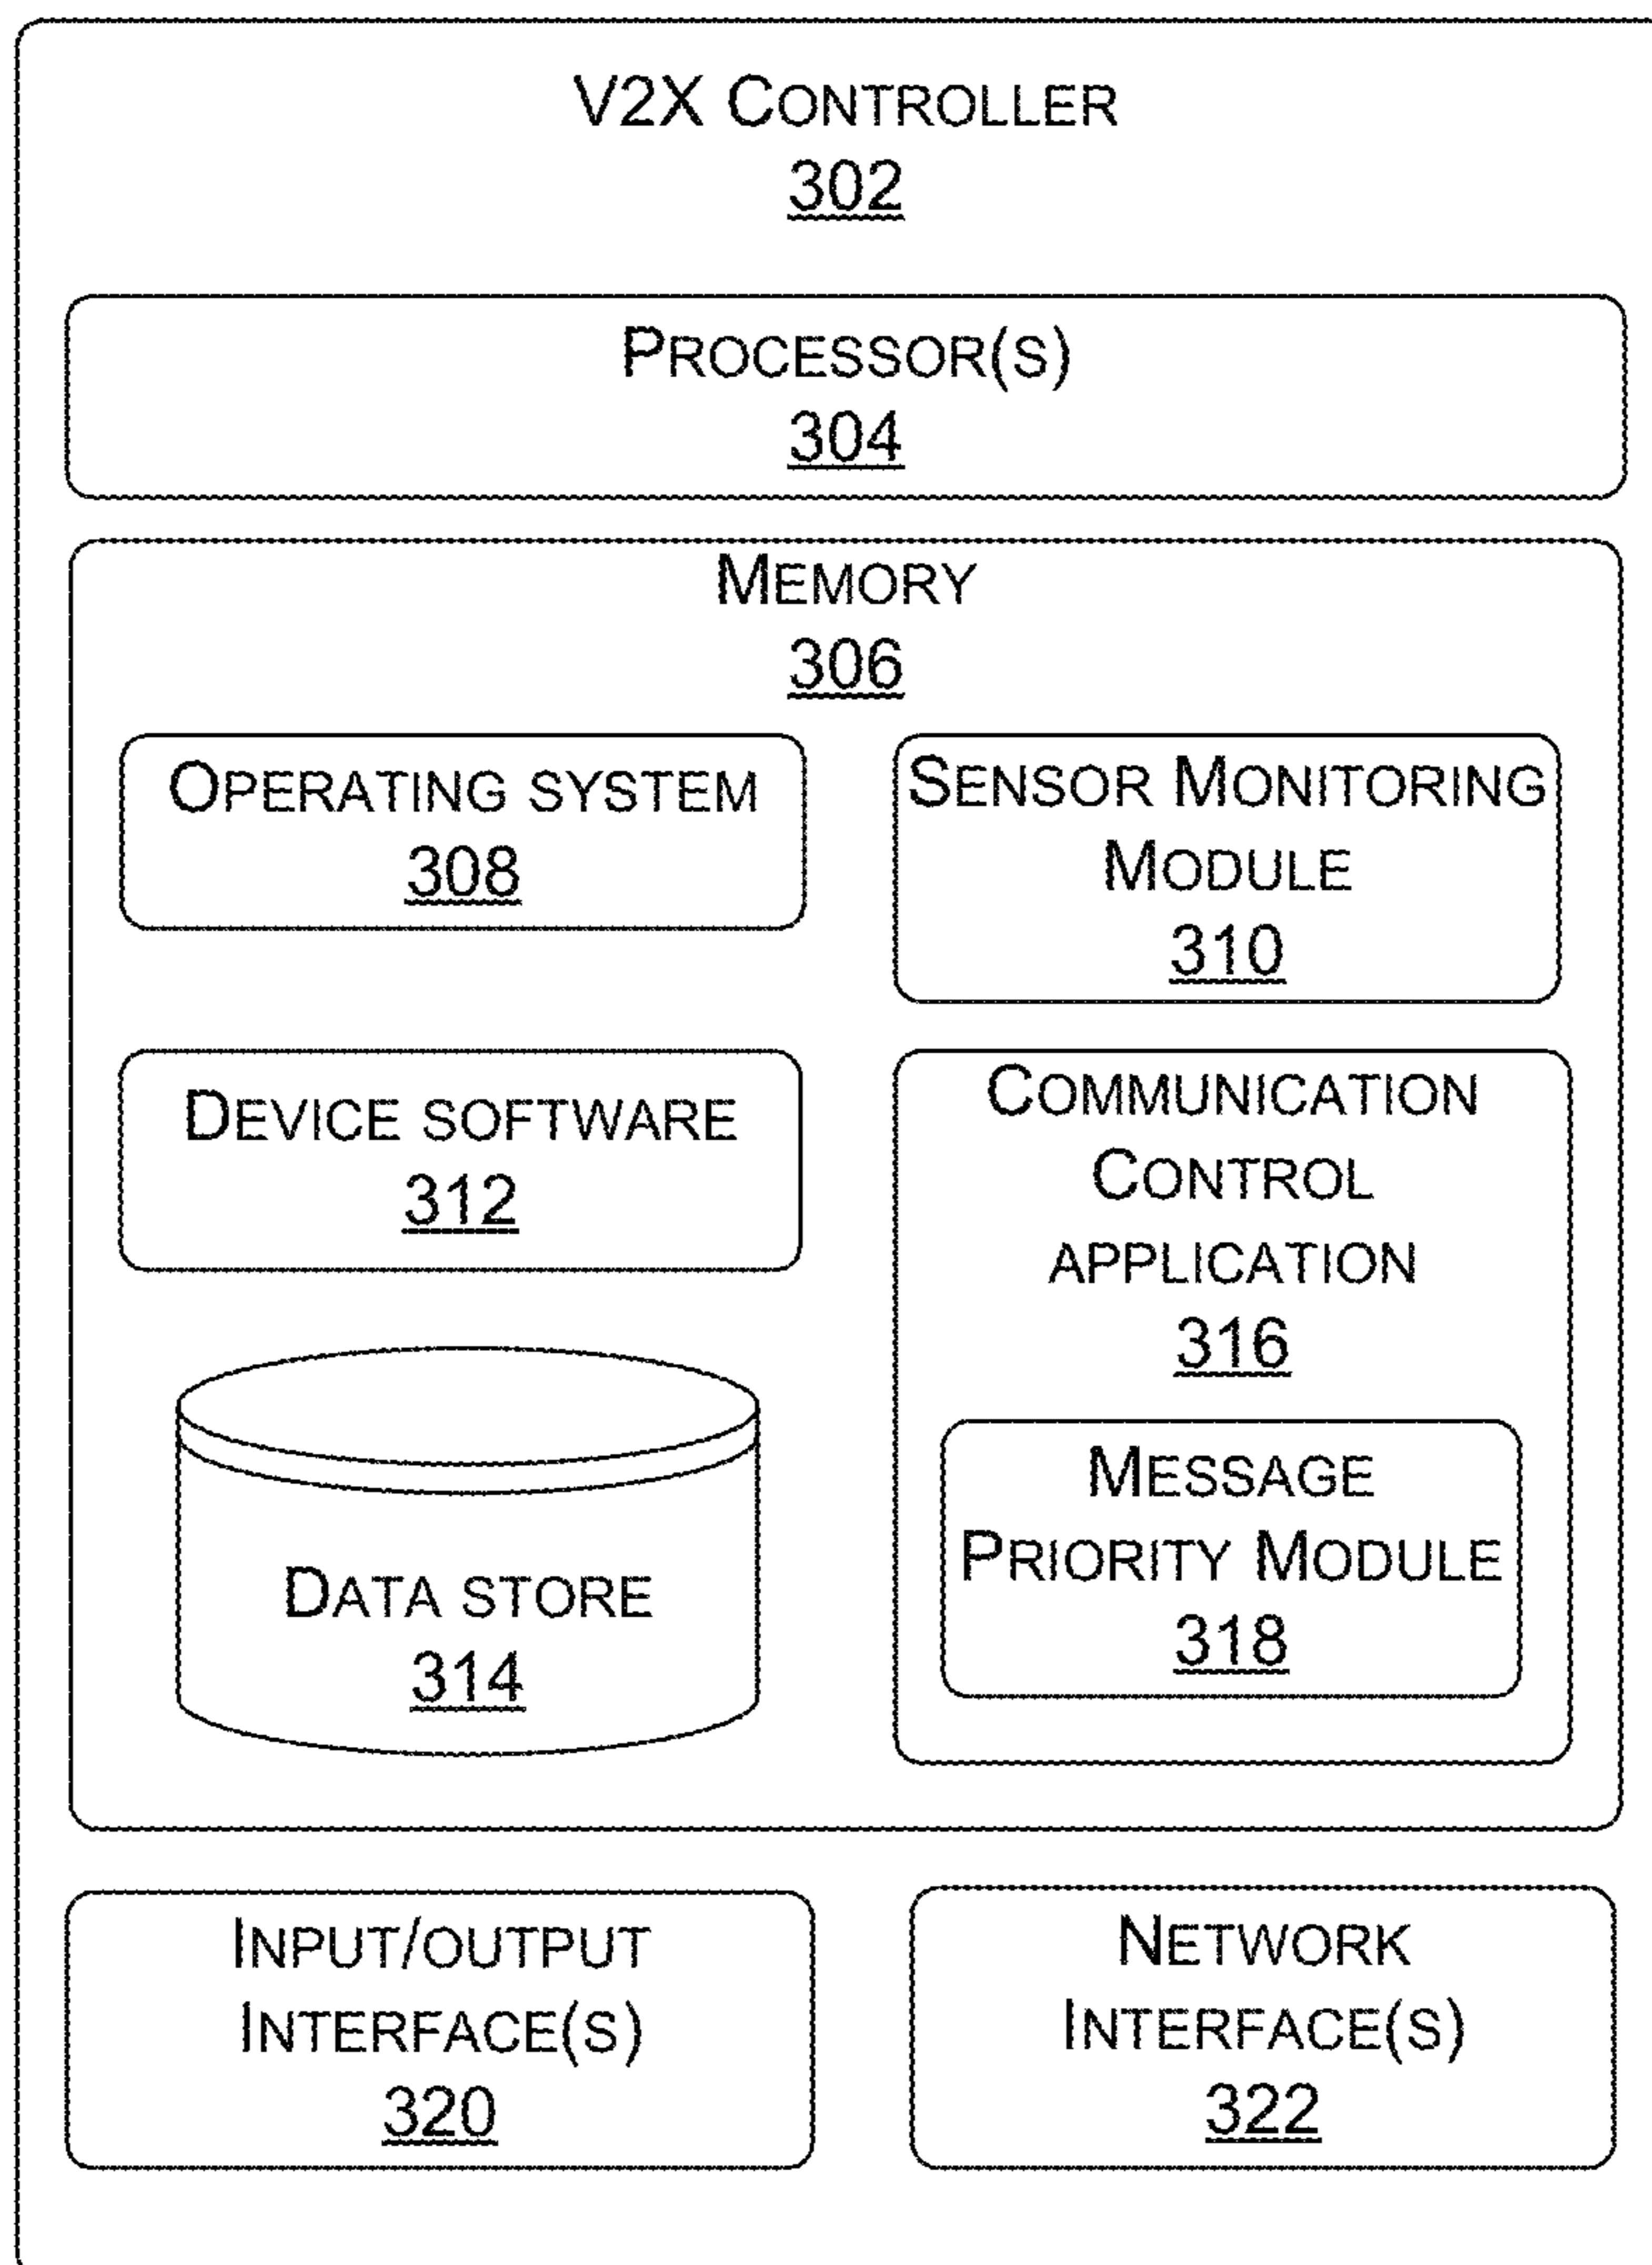 V2X CONTROLLER
302
PROCESSOR(S)
304
MEMORY
306
OPERATING SYSTEM
308
SENSOR MONITORING
MODULE
310
DEVICE SOFTWARE
312
DATA STORE
314
COMMUNICATION
CONTROL
APPLICATION
316
MESSAGE
PRIORITY MODULE
318
INPUT/OUTPUT
INTERFACE(S)
320
NETWORK
INTERFACE(S)
322